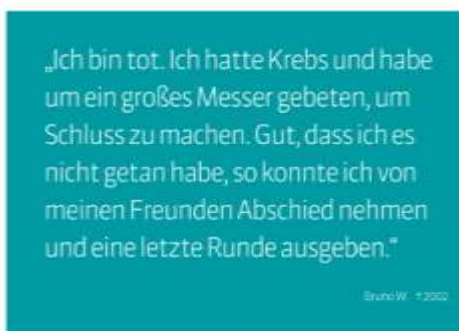 „Ich bin tot. Ich hatte Krebs und habe
um ein großes Messer gebeten, um
Schluss zu machen. Gut, dass ich es
nicht getan habe, so konnte ich von
meinen Freunden Abschied nehmen
und eine letzte Runde ausgeben.“
Bruno W. †2002